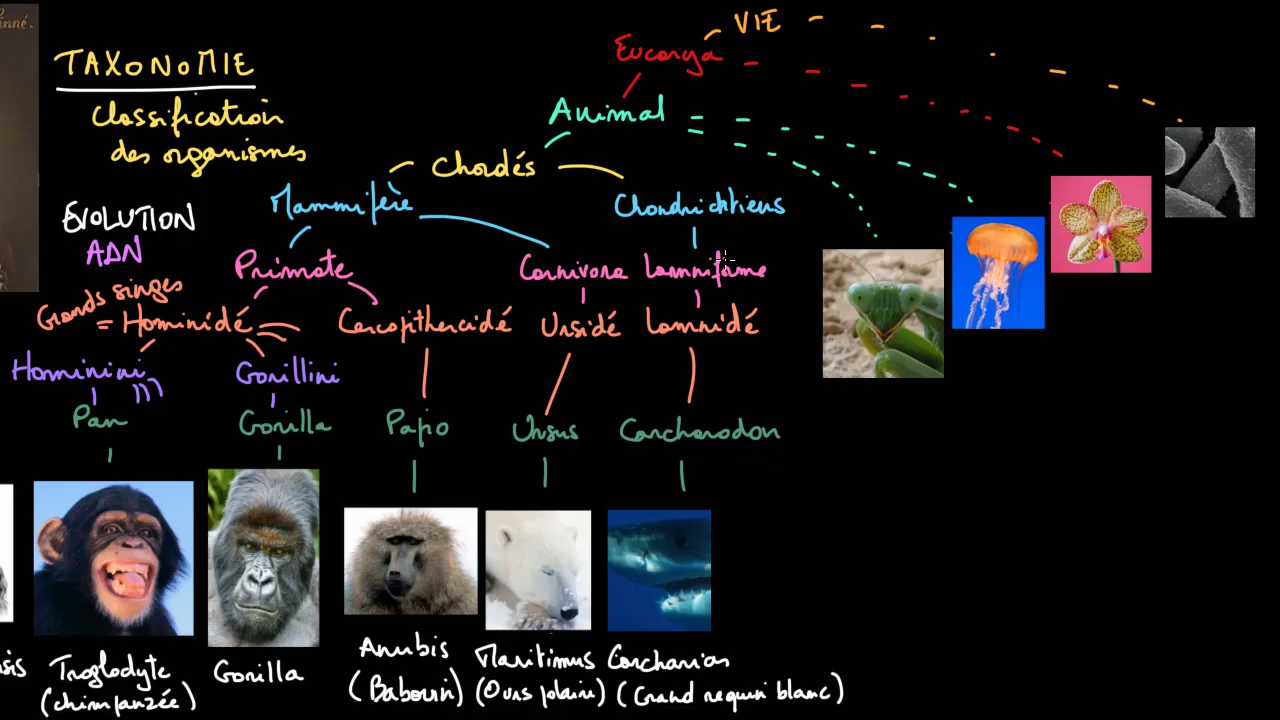 TAXONOMIE
Classification
des organismes
EVOLUTION
ADN
VIE
Eucarya
Animal
Chordés
Mammifère Chondrichtiens
Primate Carnivora Lamniforme
Grands singes
= Hominidé Cercopithecidé Ursidé Lamnidé
Hominini Gorillini
Pan Gorilla Papio Ursus Carcharodon
sis Troglodyte Gorilla Anubis Maritimus Carcharias
(chimpanzée) (Babouin) (Ours polaire) (Grand requin blanc)